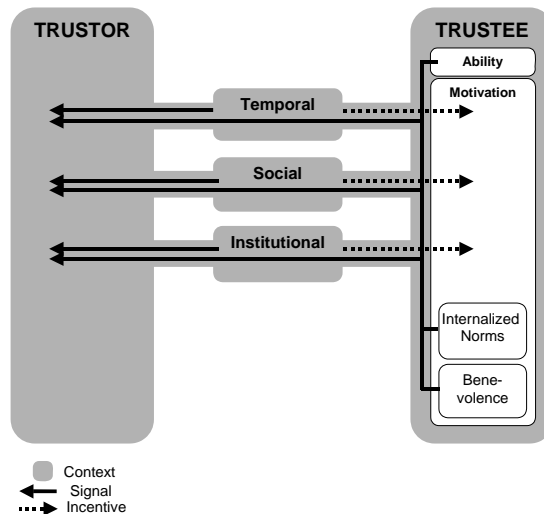 TRUSTOR
TRUSTEE
Ability
Motivation
Temporal
Social
Institutional
Internalized
Norms
Bene-
volence
Context
Signal
Incentive